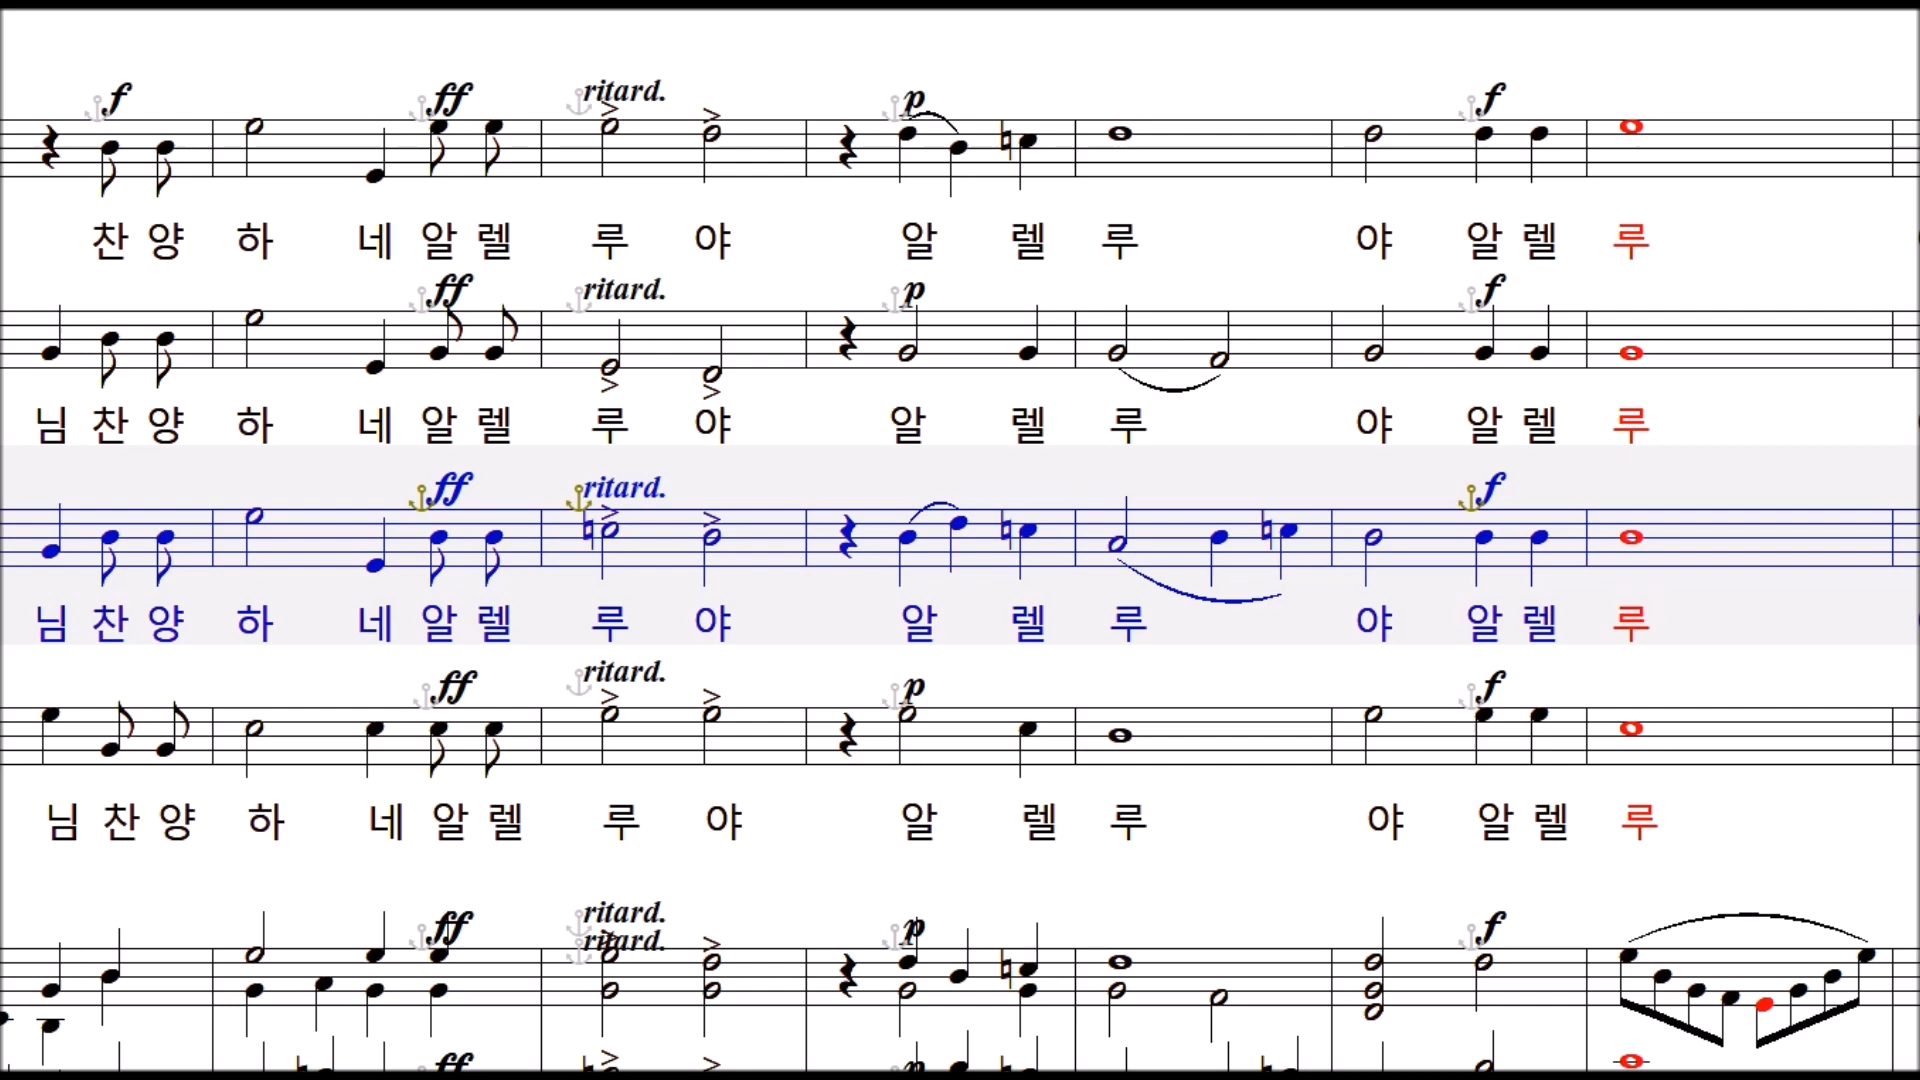 f ff ritard. p f
찬 양 하 네 알 렐 루 야 알 렐 루 야 알 렐 루
ff ritard. p f
님 찬 양 하 네 알 렐 루 야 알 렐 루 야 알 렐 루
ff ritard. f
님 찬 양 하 네 알 렐 루 야 알 렐 루 야 알 렐 루
ff ritard. p f
님 찬 양 하 네 알 렐 루 야 알 렐 루 야 알 렐 루
ritard.
ff ritard. p f
ff p